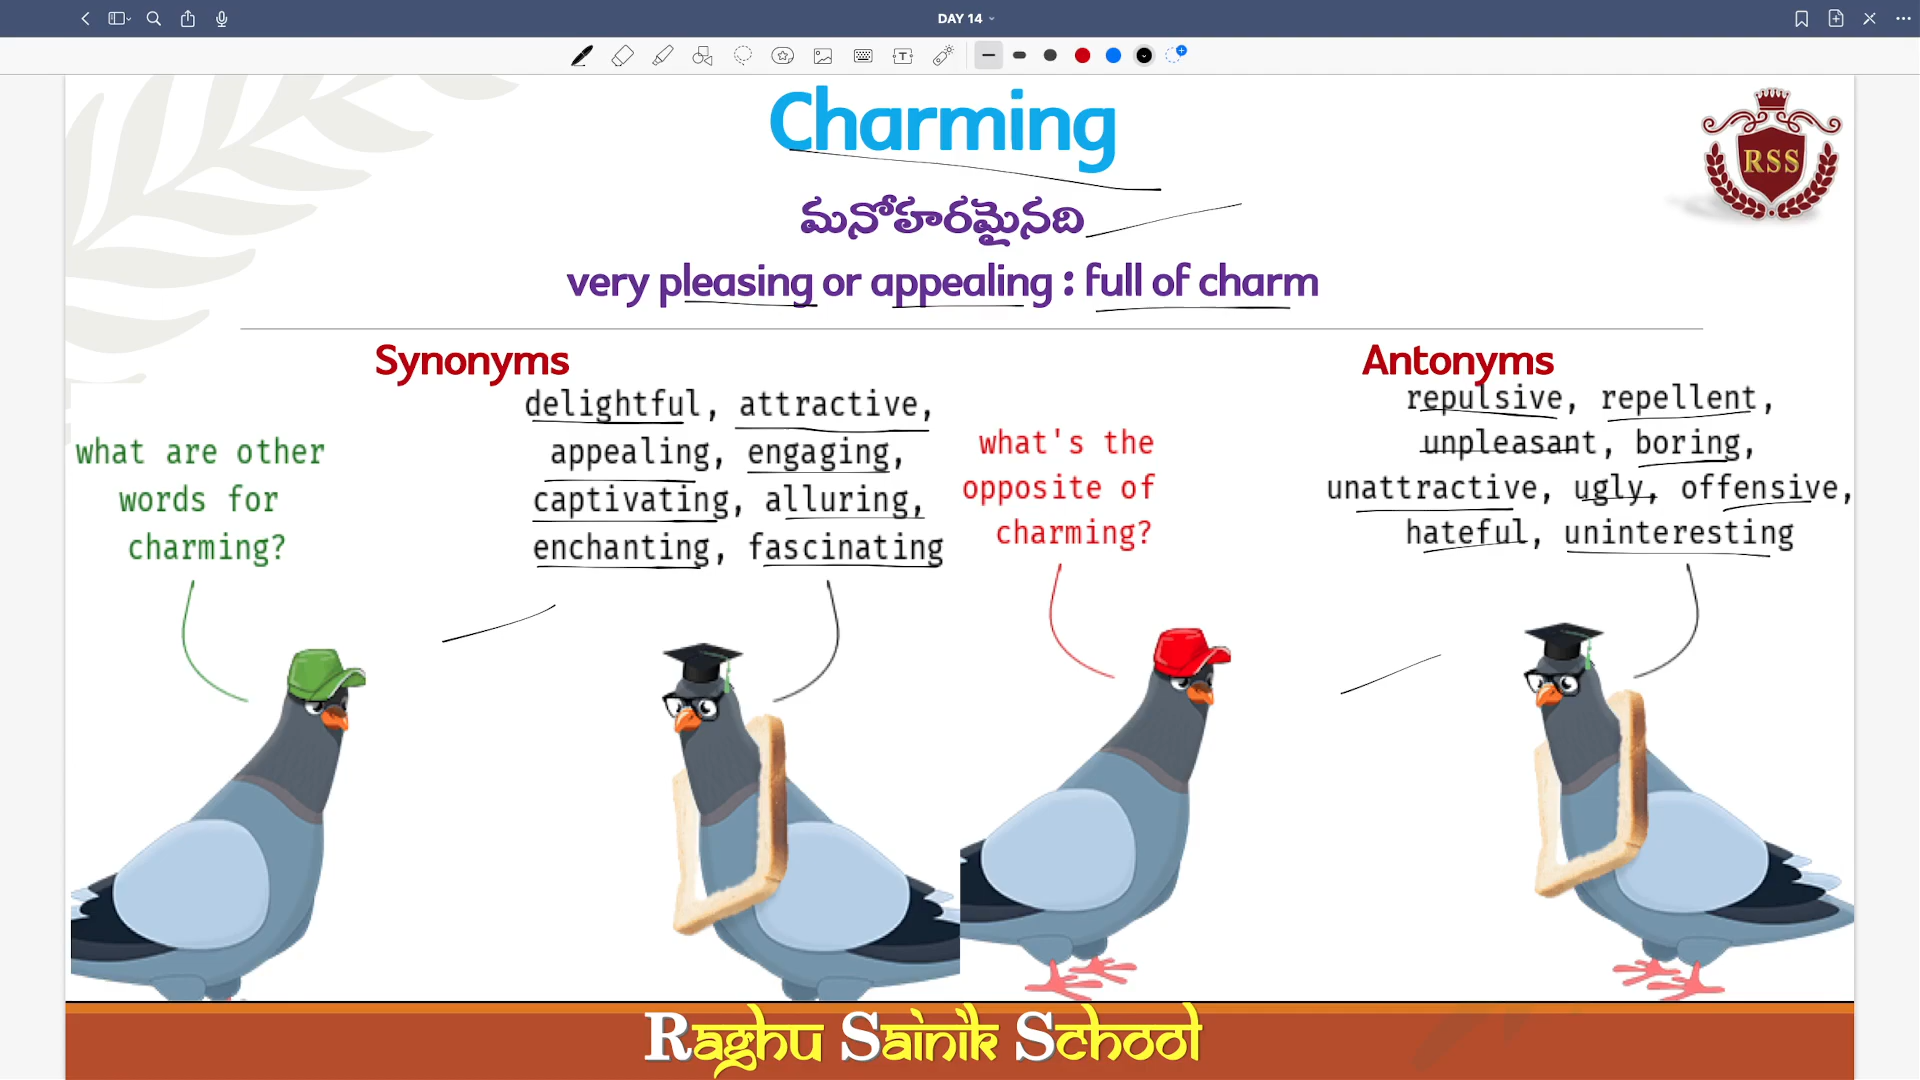 DAY 14
Charming
RSS
మనోహరమైనది
very pleasing or appealing : full of charm
Synonyms
what are other
words for
charming?
delightful, attractive,
appealing, engaging,
captivating, alluring,
enchanting, fascinating
Antonyms
what's the
opposite of
charming?
repulsive, repellent,
unpleasant, boring,
unattractive, ugly, offensive,
hateful, uninteresting
Raghu Sainik School